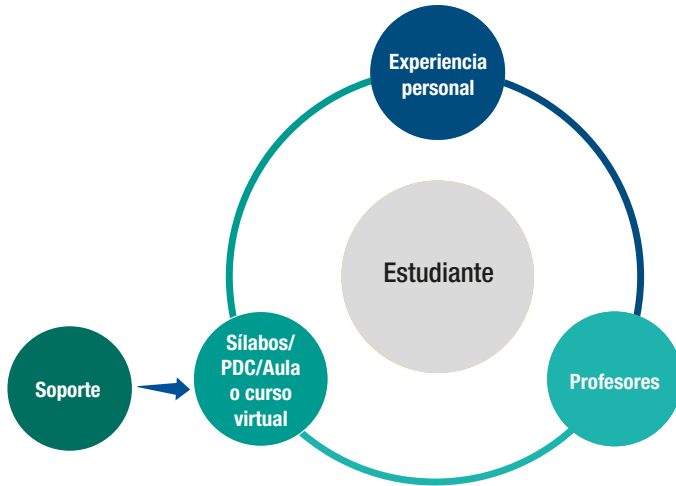 Experiencia
personal
Estudiante
Sílabos/
PDC/Aula
o curso
virtual
Profesores
Soporte